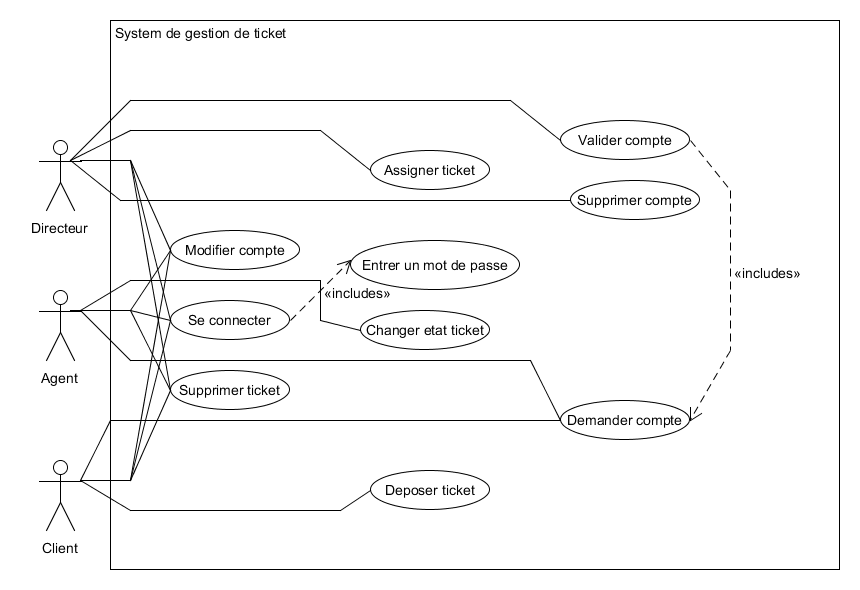 System de gestion de ticket
Valider compte
Assigner ticket
Supprimer compte
Directeur
Modifier compte
Entrer un mot de passe
«includes»
«includes»
Se connecter
Changer etat ticket
Agent
Supprimer ticket
Demander compte
Deposer ticket
Client